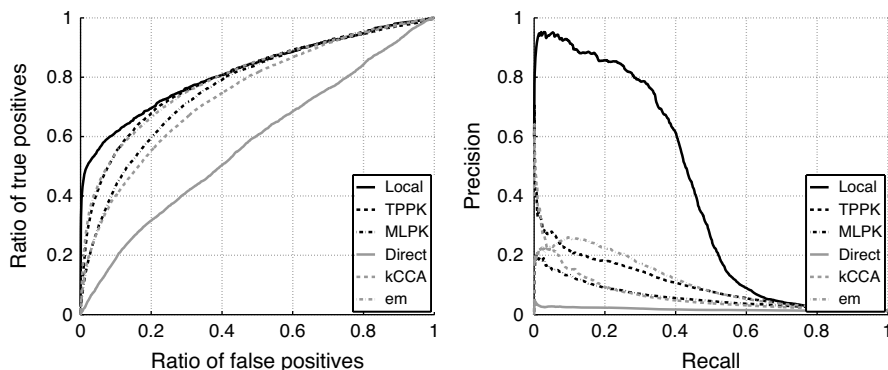 Ratio of true positives
1
0.8
0.6
0.4
0.2
0
0 0.2 0.4 0.6 0.8 1
Ratio of false positives
Local
TPPK
MLPK
Direct
kCCA
em
Precision
1
0.8
0.6
0.4
0.2
0
0 0.2 0.4 0.6 0.8 1
Recall
Local
TPPK
MLPK
Direct
kCCA
em